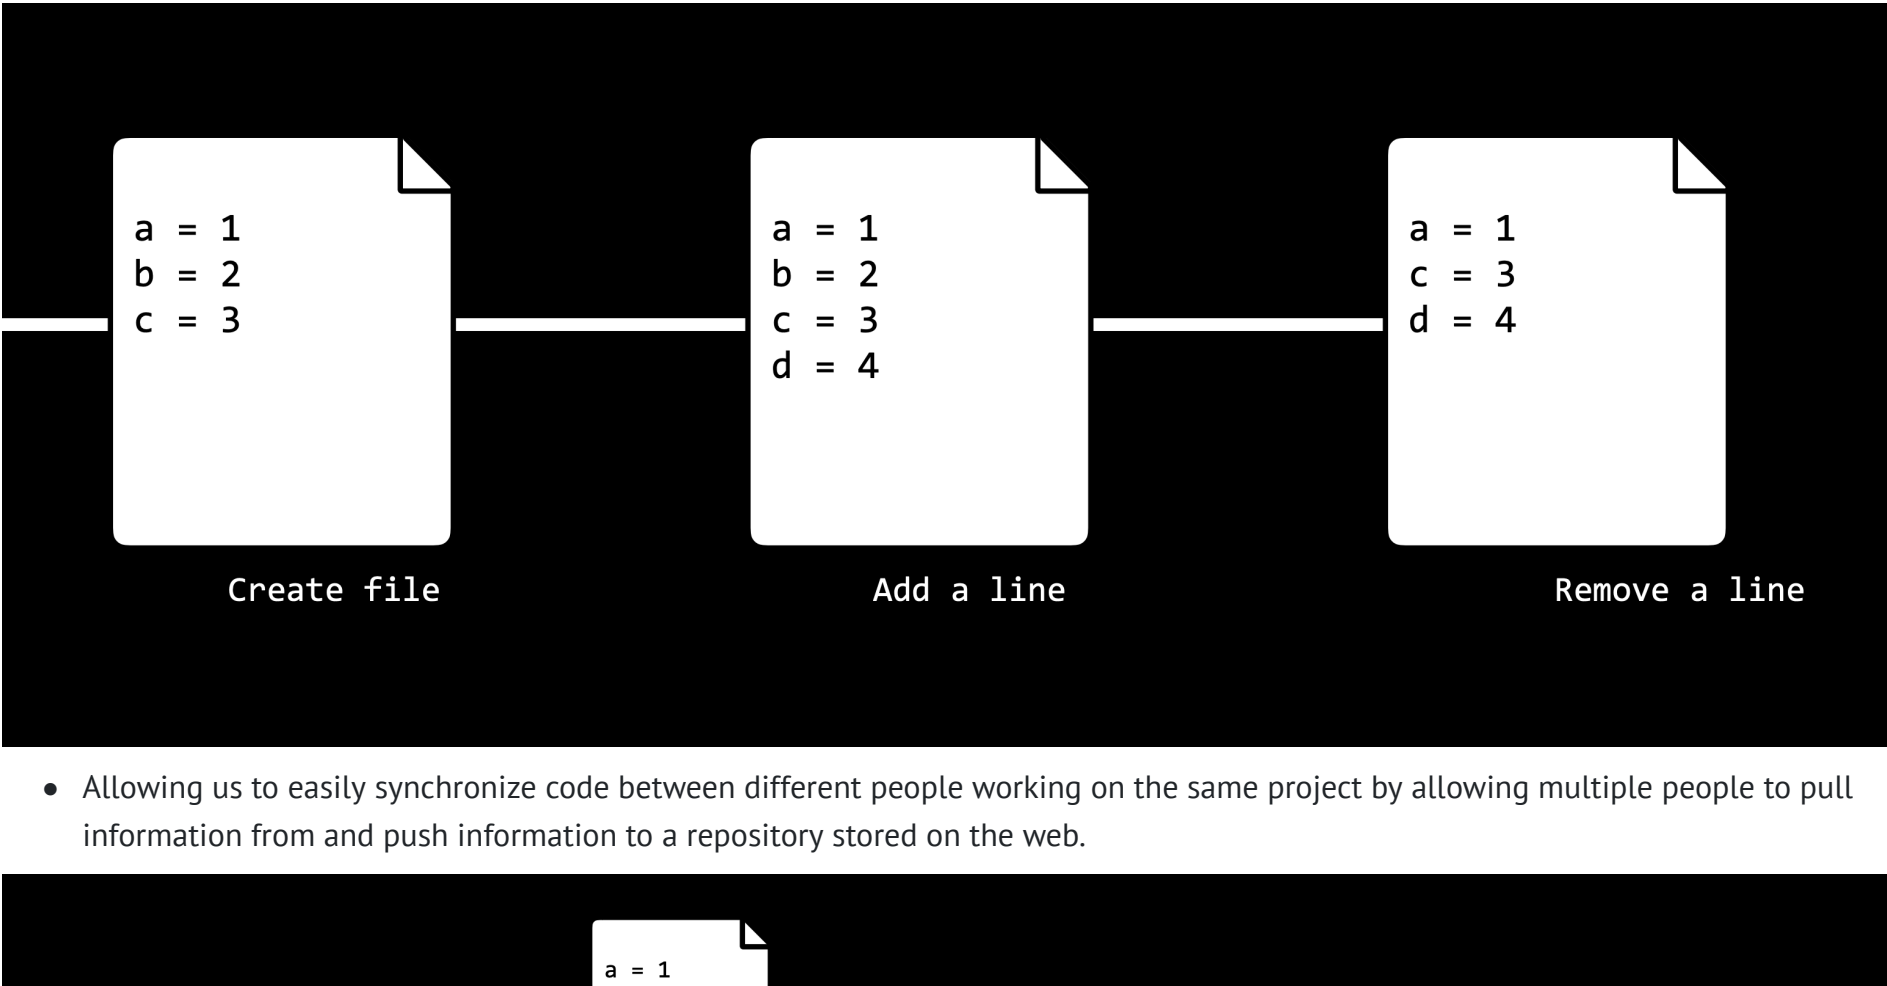 a = 1
b = 2
c = 3
Create file
a = 1
b = 2
c = 3
d = 4
Add a line
a = 1
c = 3
d = 4
Remove a line
• Allowing us to easily synchronize code between different people working on the same project by allowing multiple people to pull
information from and push information to a repository stored on the web.
a = 1